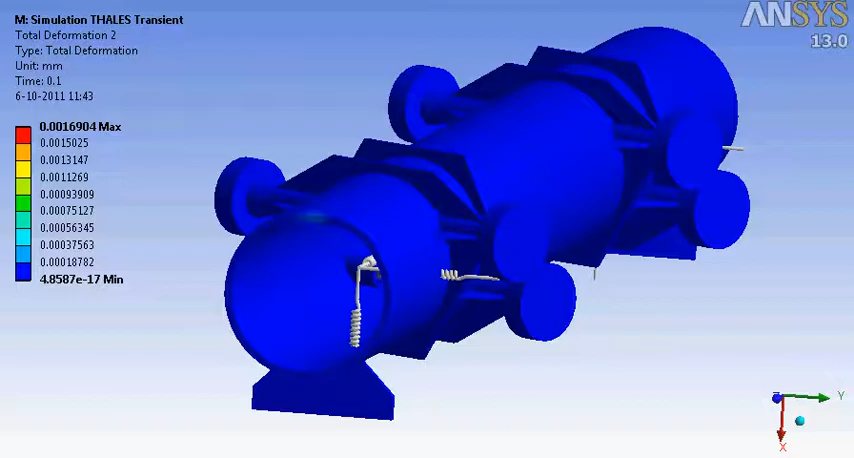 M: Simulation THALES Transient
Total Deformation 2
Type: Total Deformation
Unit: mm
Time: 0.1
6-10-2011 11:43
0.0016904 Max
0.0015025
0.0013147
0.0011269
0.00093909
0.00075127
0.00056345
0.00037563
0.00018782
4.8587e-17 Min
ANSYS
13.0
Z
Y
X